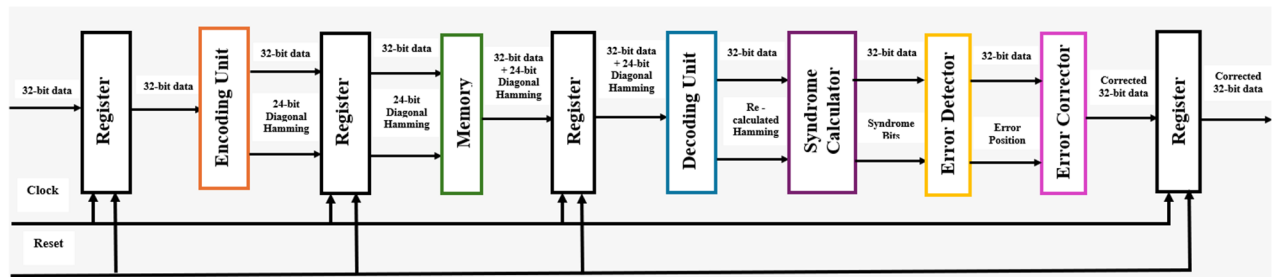 32-bit data
Register
32-bit data
Encoding Unit
32-bit data
24-bit
Diagonal
Hamming
Register
32-bit data
24-bit
Diagonal
Hamming
Memory
32-bit data
+ 24-bit
Diagonal
Hamming
Register
32-bit data
+ 24-bit
Diagonal
Hamming
Decoding Unit
32-bit data
Re -
calculated
Hamming
Syndrome
Calculator
32-bit data
Syndrome
Bits
Error Detector
32-bit data
Error
Position
Error Corrector
Corrected
32-bit data
Register
Corrected
32-bit data
Clock
Reset